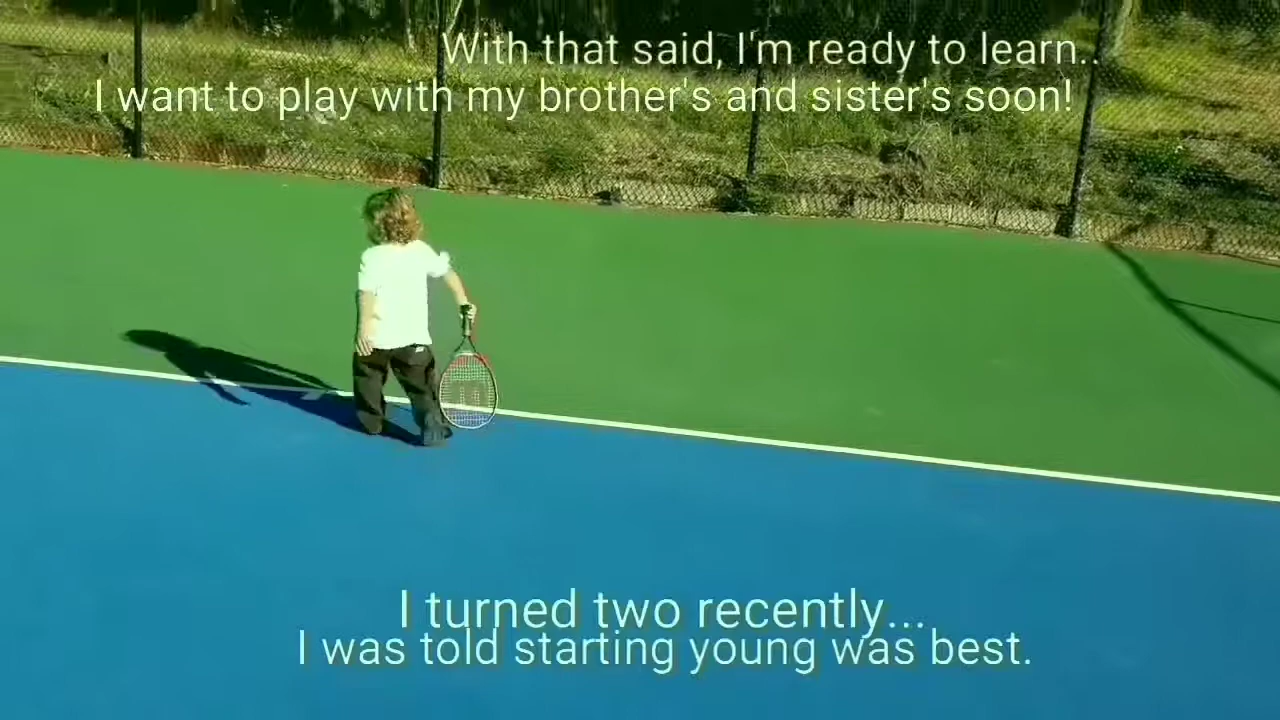 With that said, I'm ready to learn..
I want to play with my brother's and sister's soon!
I turned two recently...
I was told starting young was best.